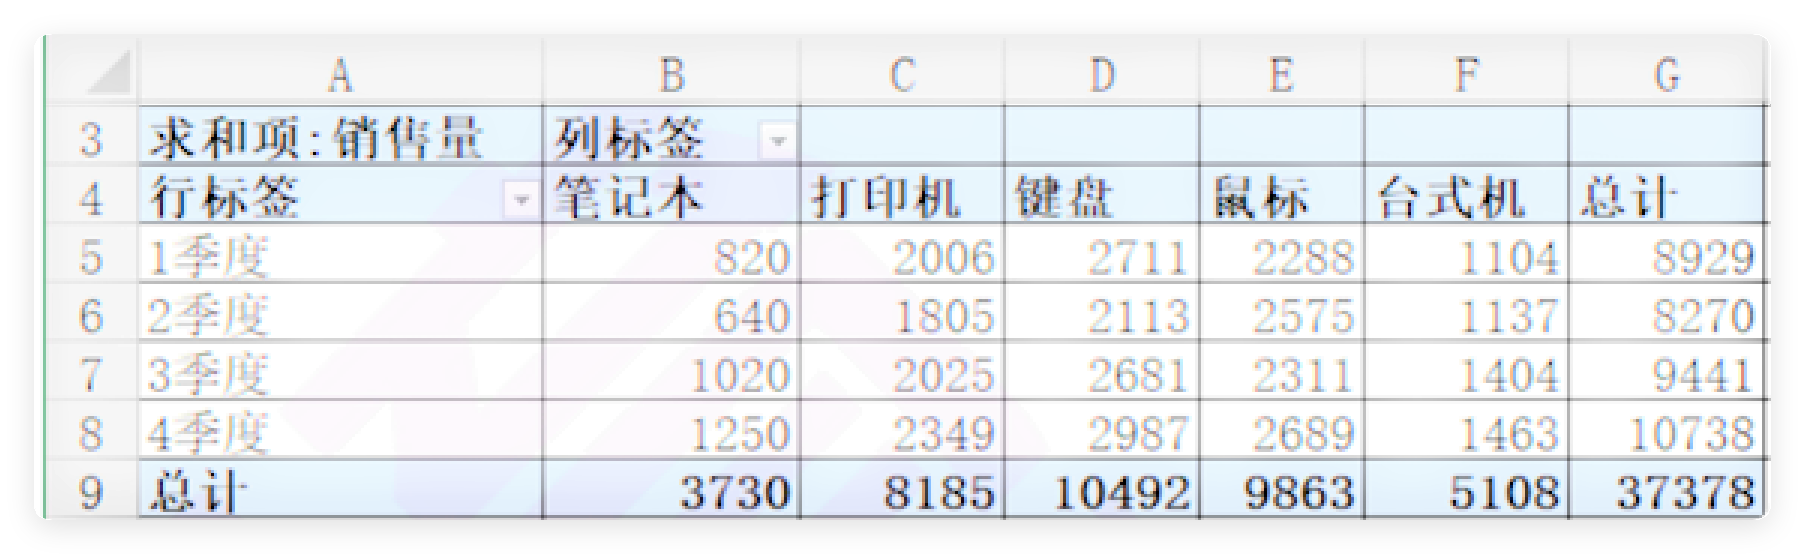 A B C D E F G
3 求和项:销售量 列标签
4 行标签 笔记本 打印机 键盘 鼠标 台式机 总计
5 1季度 820 2006 2711 2288 1104 8929
6 2季度 640 1805 2113 2575 1137 8270
7 3季度 1020 2025 2681 2311 1404 9441
8 4季度 1250 2349 2987 2689 1463 10738
9 总计 3730 8185 10492 9863 5108 37378